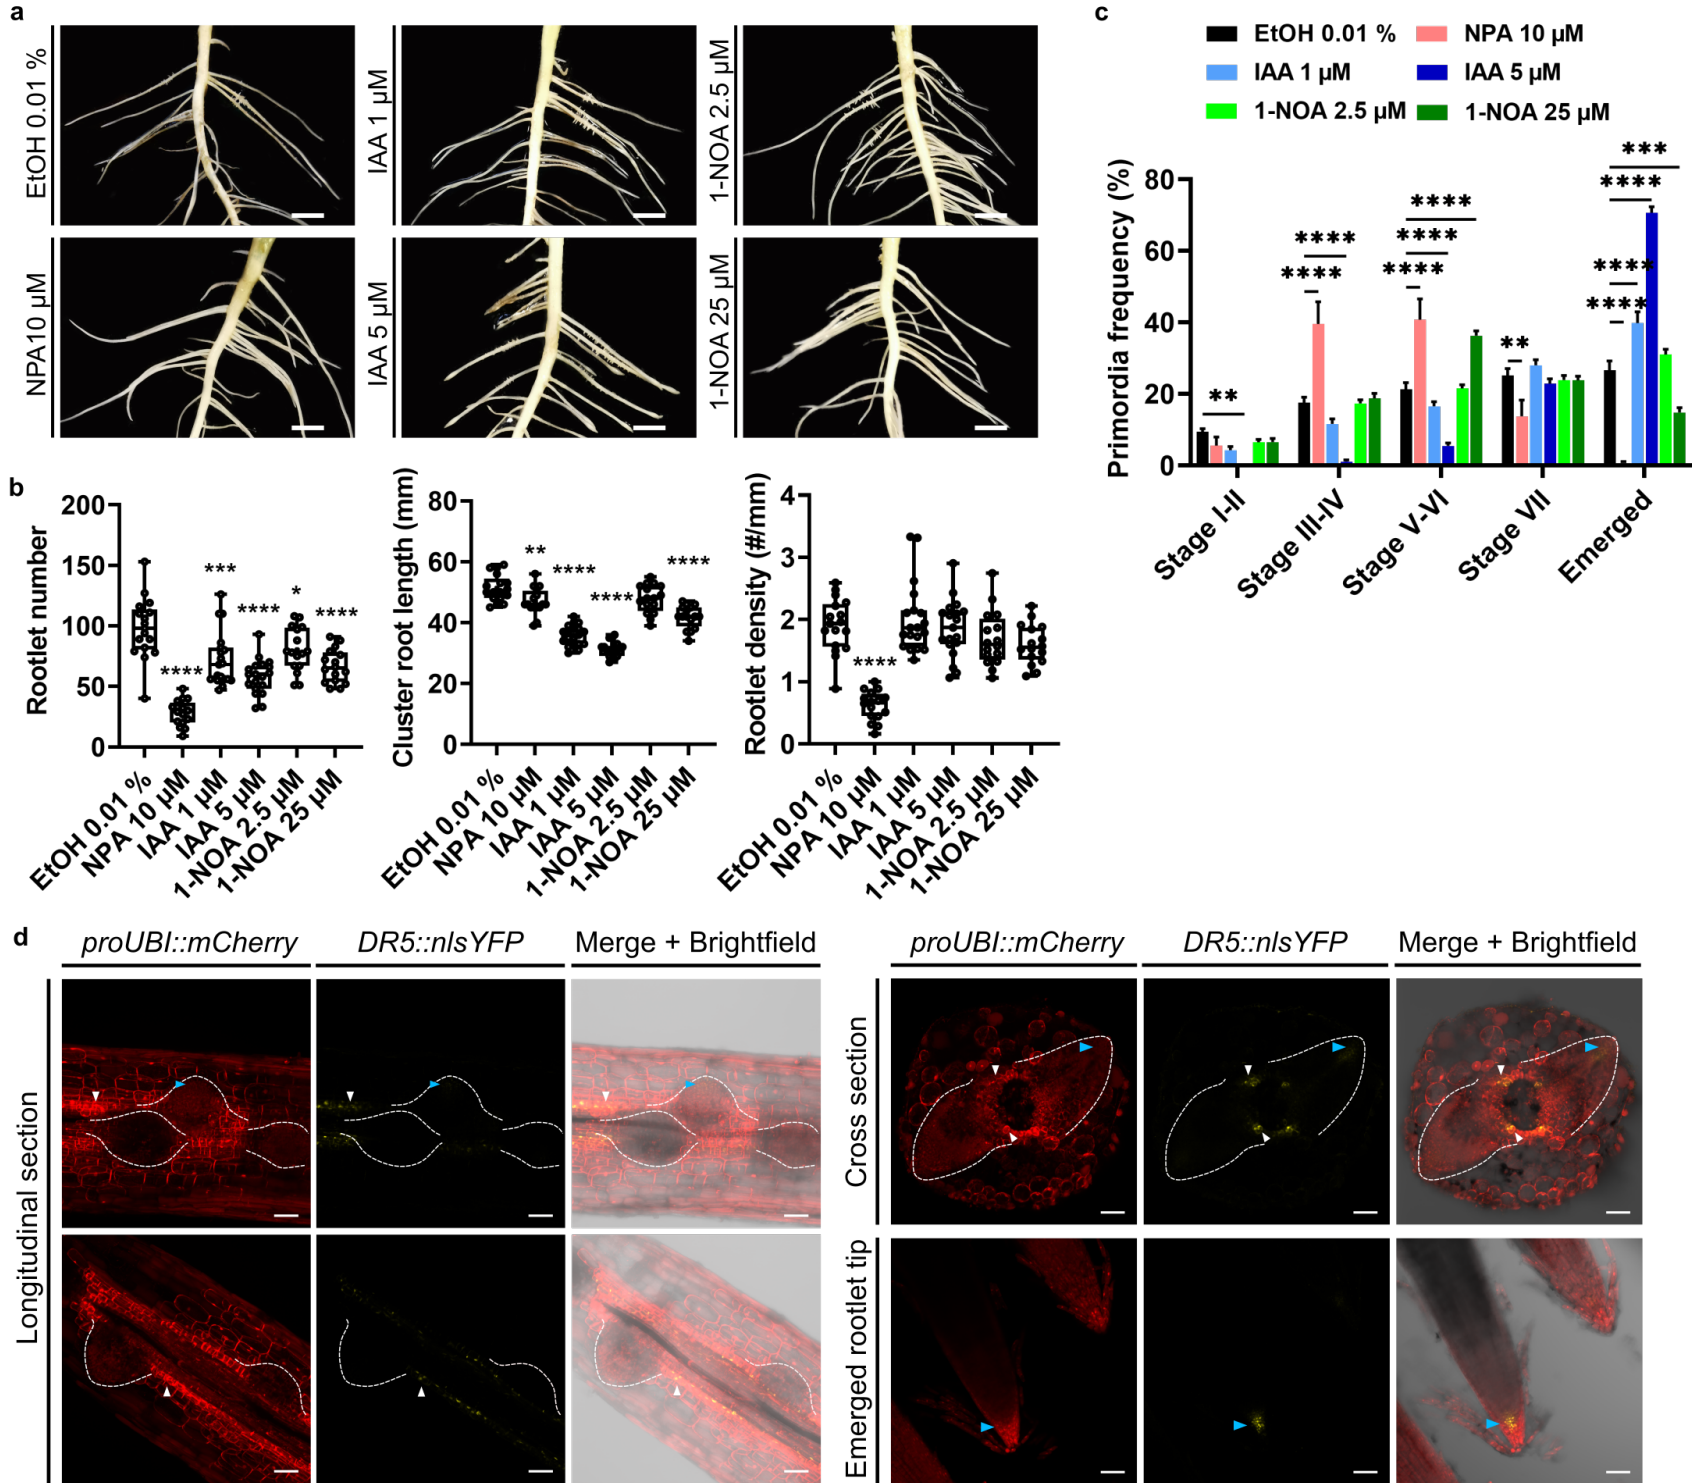 a
EtOH 0.01 %
IAA 1 µM
1-NOA 2.5 µM
NPA10 µM
IAA 5 µM
1-NOA 25 µM
c
EtOH 0.01 %
NPA 10 µM
IAA 1 µM
IAA 5 µM
1-NOA 2.5 µM
1-NOA 25 µM
Primordia frequency (%)
80
60
40
20
0
**
****
****
****
****
****
**
***
****
****
****
Stage I-II
Stage III-IV
Stage V-VI
Stage VII
Emerged
b
Rootlet number
200
150
100
50
0
****
***
****
*
****
EtOH 0.01 %
NPA 10 µM
IAA 1 µM
IAA 5 µM
1-NOA 2.5 µM
1-NOA 25 µM
Cluster root length (mm)
80
60
40
20
0
**
****
****
****
EtOH 0.01 %
NPA 10 µM
IAA 1 µM
IAA 5 µM
1-NOA 2.5 µM
1-NOA 25 µM
Rootlet density (#/mm)
4
3
2
1
0
****
EtOH 0.01 %
NPA 10 µM
IAA 1 µM
IAA 5 µM
1-NOA 2.5 µM
1-NOA 25 µM
d
proUBI::mCherry
DR5::nlsYFP
Merge + Brightfield
proUBI::mCherry
DR5::nlsYFP
Merge + Brightfield
Longitudinal section
Cross section
Emerged rootlet tip